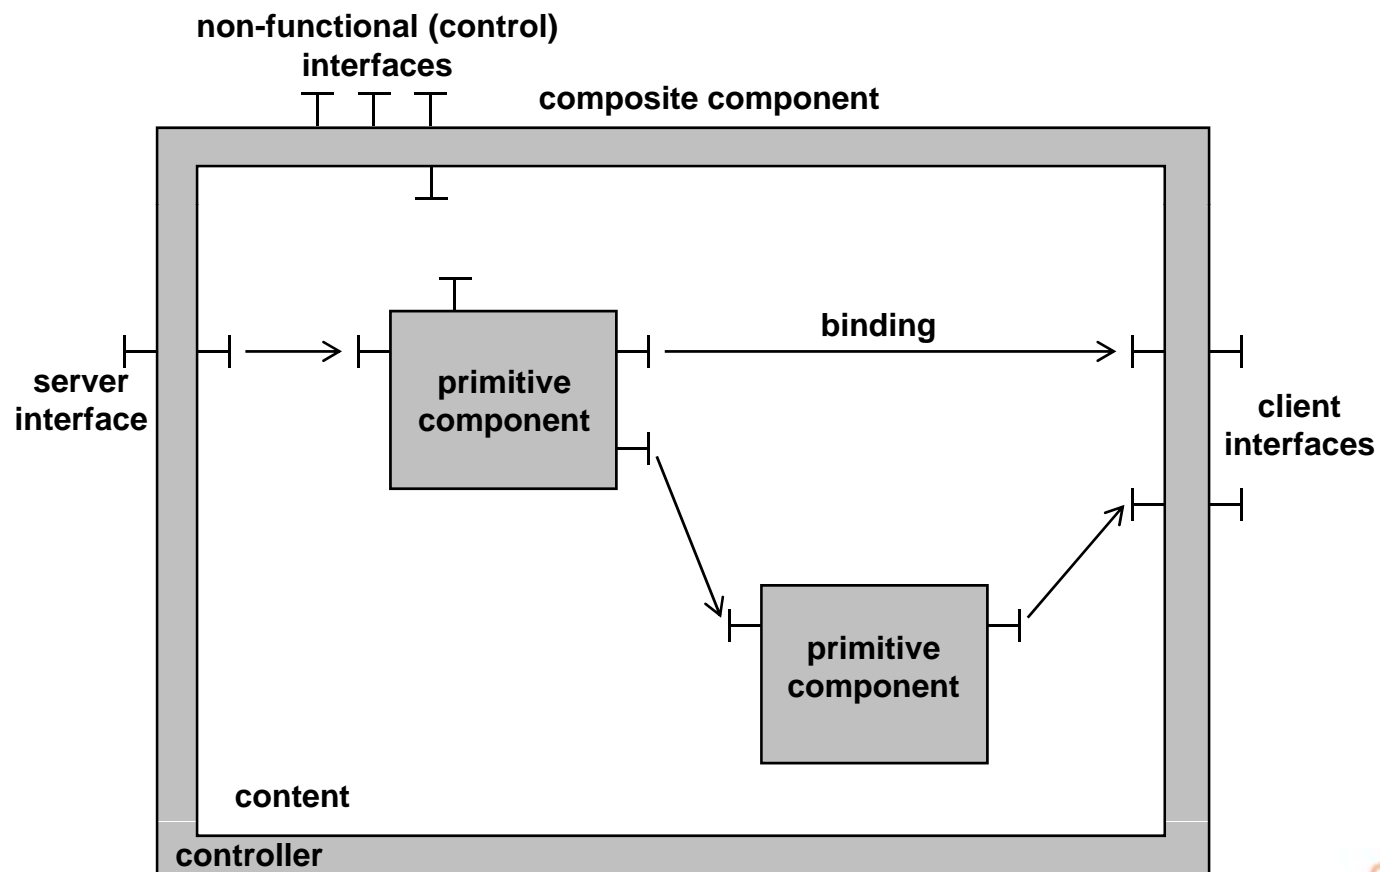 non-functional (control)
interfaces
composite component
binding
server
interface
primitive
component
client
interfaces
primitive
component
content
controller